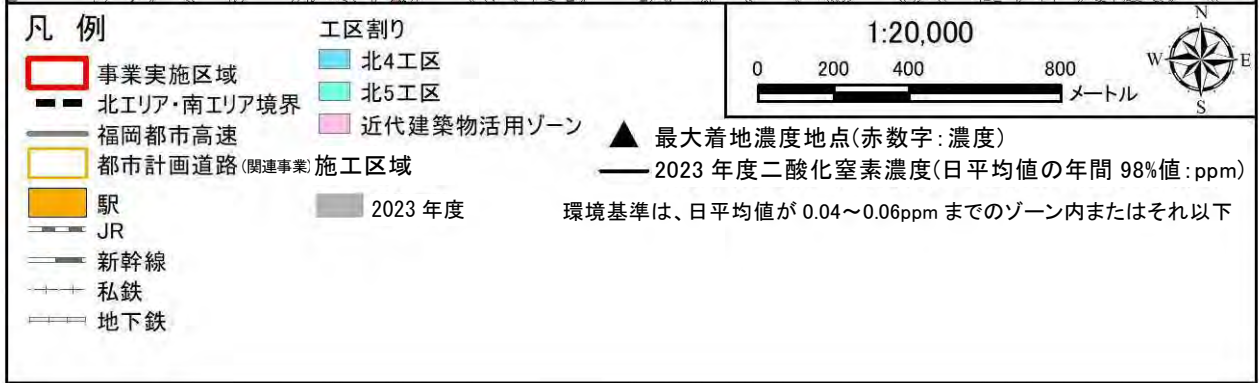 凡 例
事業実施区域
北エリア・南エリア境界
福岡都市高速
都市計画道路(関連事業)
駅
JR
新幹線
私鉄
地下鉄
工区割り
北4工区
北5工区
近代建築物活用ゾーン
施工区域
2023 年度
1:20,000
0 200 400 800
メートル
N
W E
S
最大着地濃度地点(赤数字:濃度)
2023 年度二酸化窒素濃度(日平均値の年間 98%値:ppm)
環境基準は、日平均値が 0.04～0.06ppm までのゾーン内またはそれ以下